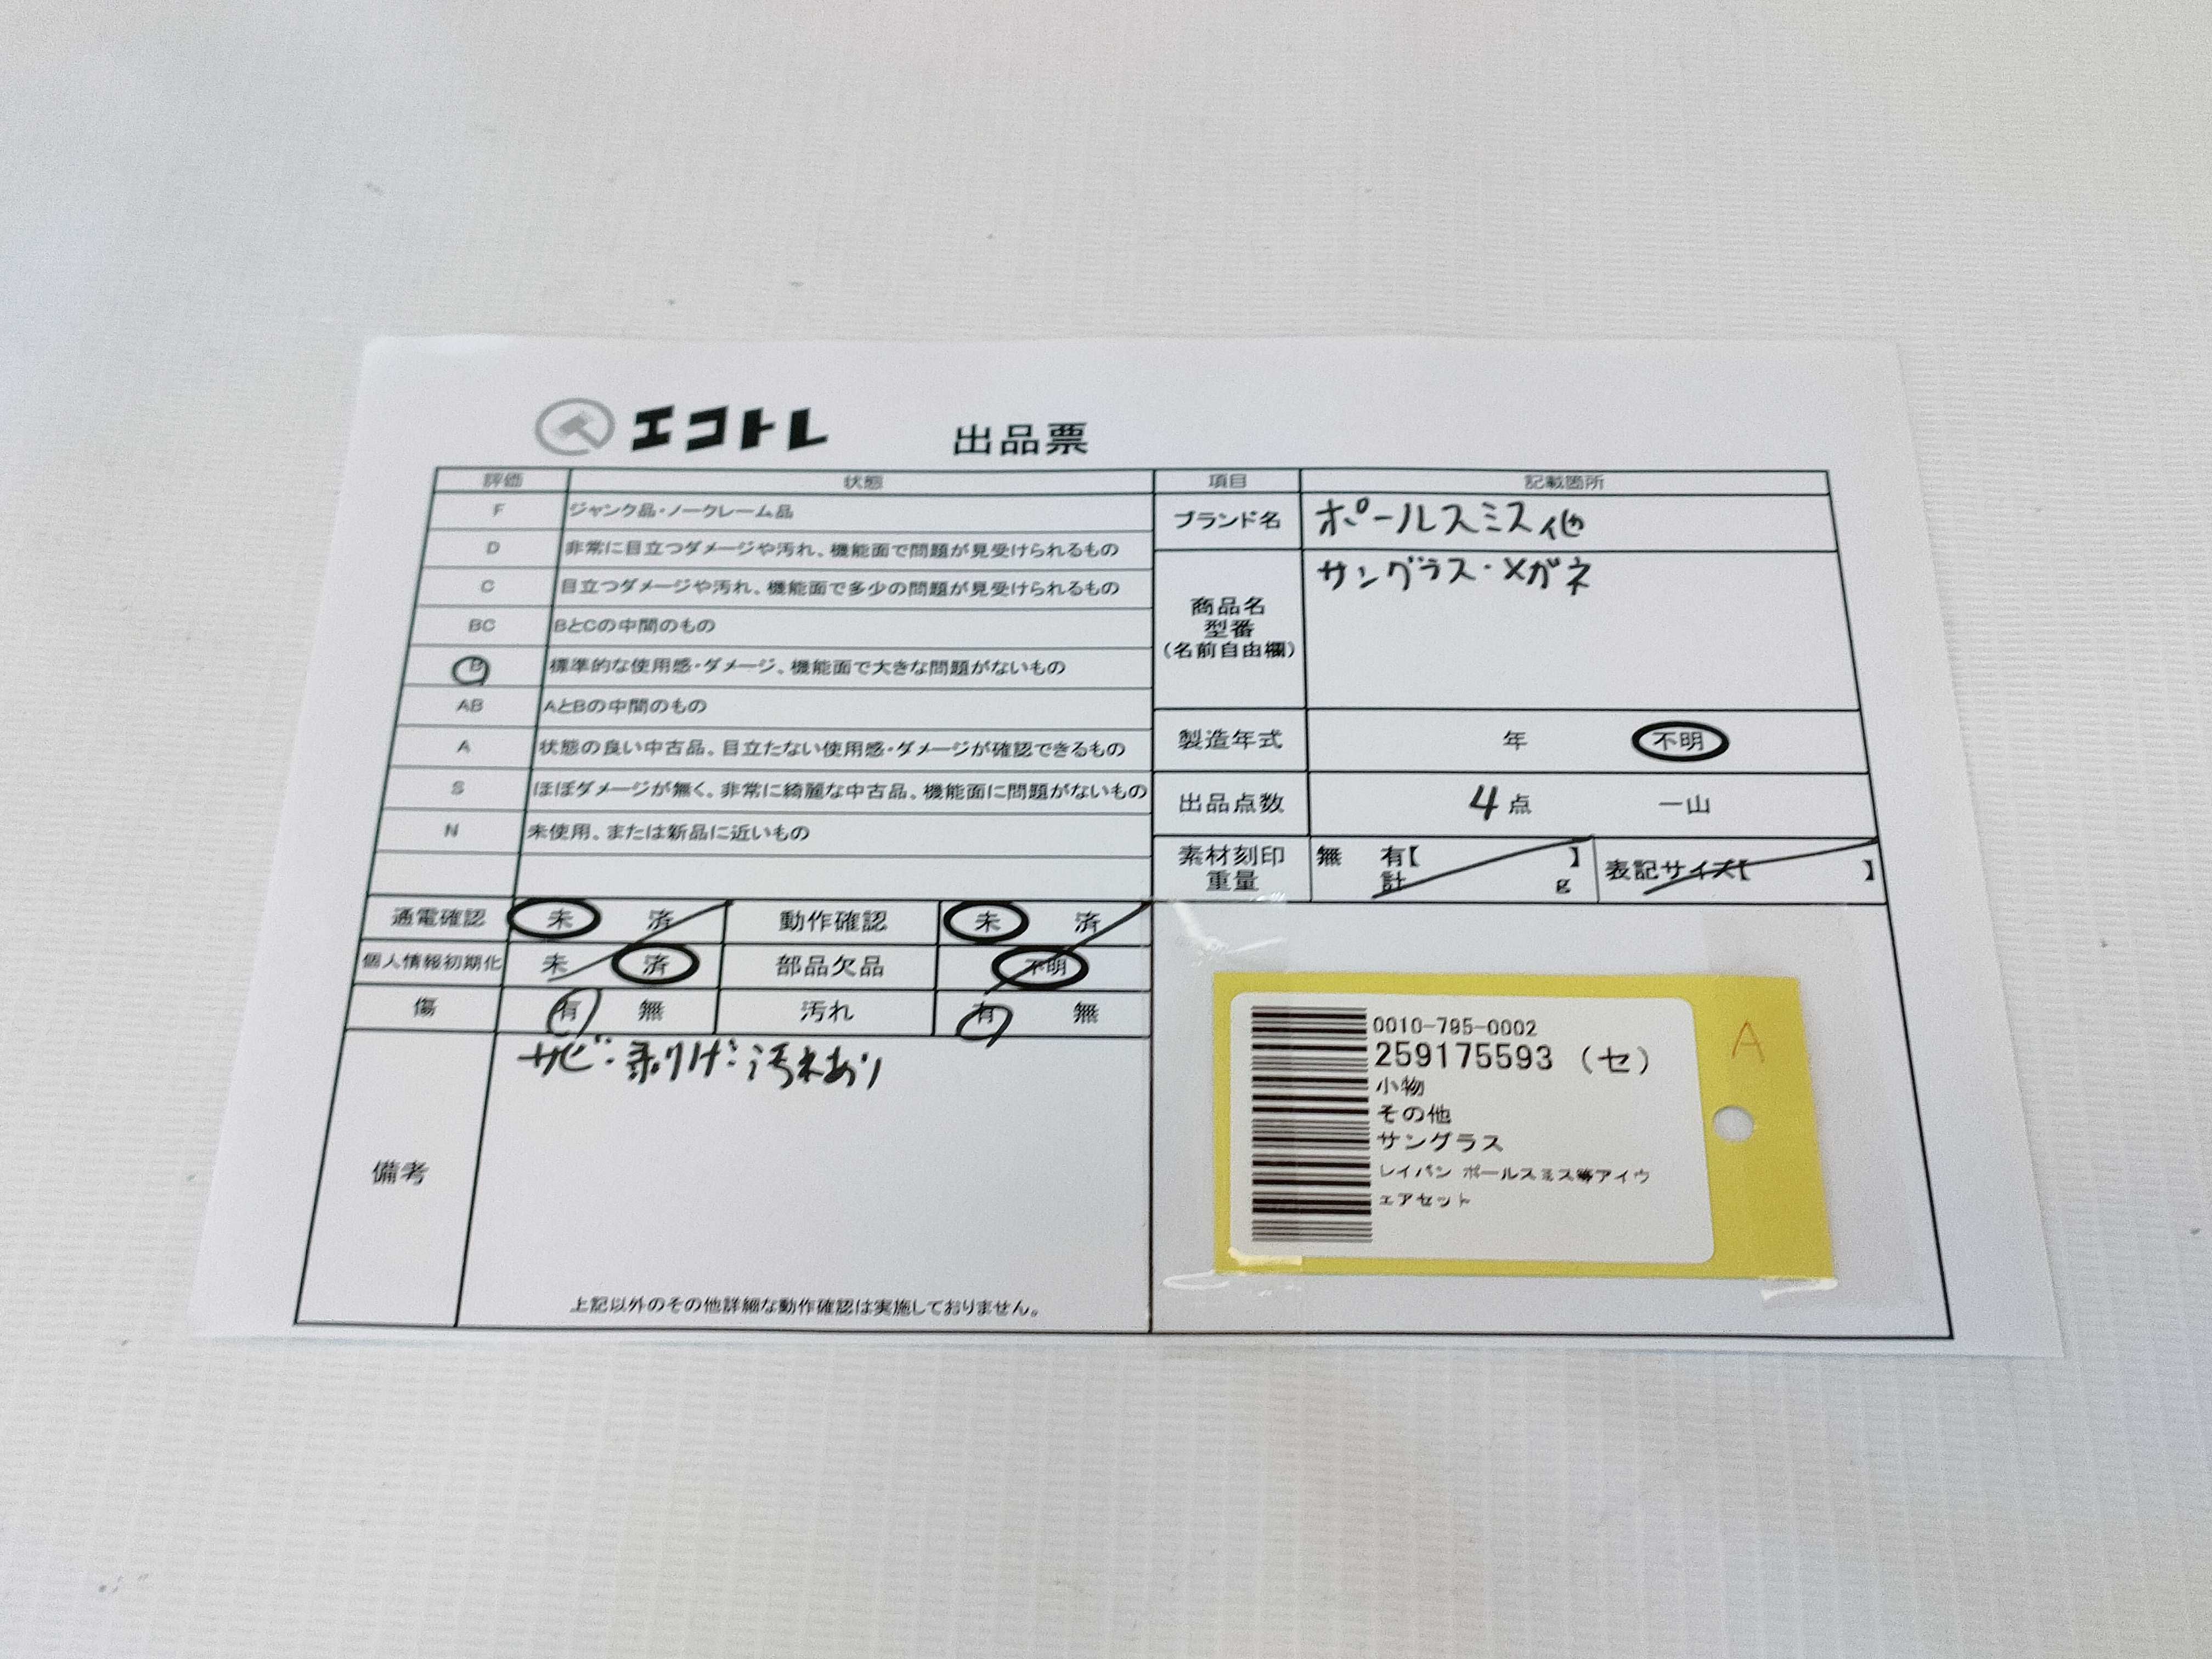 エコトレ 出品票
評価 状態 項目 記載箇所
F ジャンク品・ノークレーム品
D 非常に目立つダメージや汚れ、機能面で問題が見受けられるもの
C 目立つダメージや汚れ、機能面で多少の問題が見受けられるもの
BC BとCの中間のもの
B 標準的な使用感・ダメージ、機能面で大きな問題がないもの
AB AとBの中間のもの
A 状態の良い中古品。目立たない使用感・ダメージが確認できるもの
S ほぼダメージが無く。非常に綺麗な中古品。機能面に問題がないもの
N 未使用。または新品に近いもの
ブランド名 ポールスミス他
商品名
型番
(名前自由欄)
サングラス・メガネ
製造年式 年 不明
出品点数 4点 一山
素材刻印
重量
無 有【 】
計 g
表記サイズ【 】
通電確認 未 済 動作確認 未 済
個人情報初期化 未 済 部品欠品 不明
傷 有 無 汚れ 有 無
備考
サビ・剥げ・汚れあり
上記以外のその他詳細な動作確認は実施しておりません。
0010-795-0002
259175593 (セ)
小物
その他
サングラス
レイバン ポールスミス等アイウ
ェアセット
A